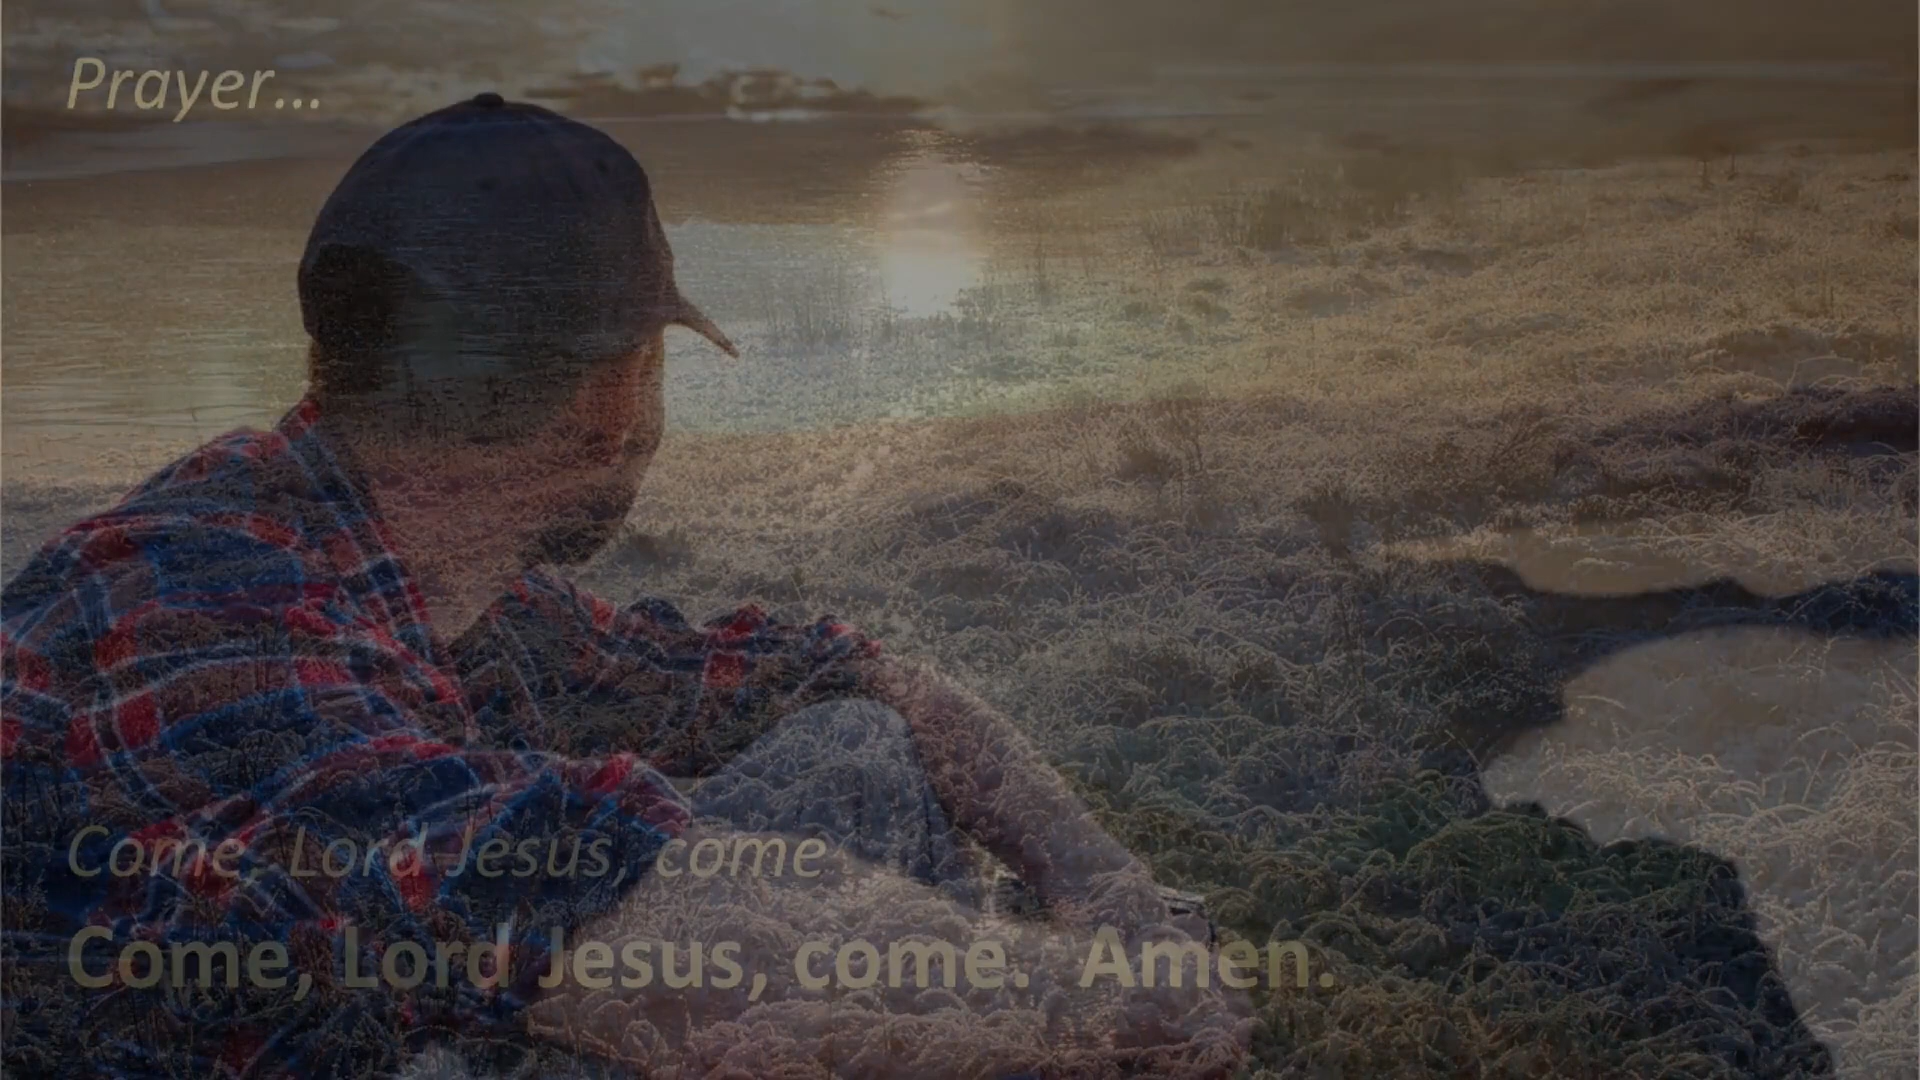 Prayer...
Come, Lord Jesus, come
Come, Lord Jesus, come.  Amen.